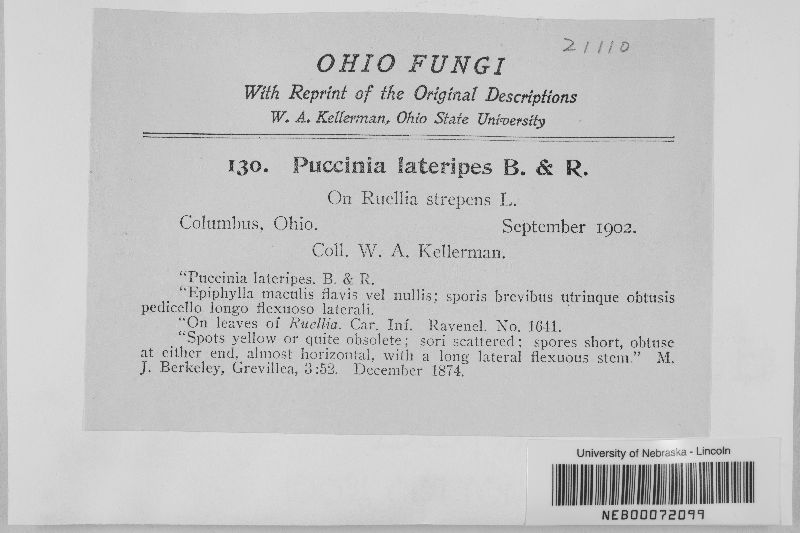 21110
OHIO FUNGI
With Reprint of the Original Descriptions
W. A. Kellerman, Ohio State University
130. Puccinia lateripes B. & R.
On Ruellia strepens L.
Columbus, Ohio. September 1902.
Coll. W. A. Kellerman.
"Puccinia lateripes. B. & R.
"Epiphylla maculis flavis vel nullis; sporis brevibus utrinque obtusis
pedicello longo flexuoso laterali.
"On leaves of Ruellia. Car. Inf. Ravenel. No. 1641.
"Spots yellow or quite obsolete; sori scattered; spores short, obtuse
at either end, almost horizontal, with a long lateral flexuous stem." M.
J. Berkeley, Grevillea, 3:52. December 1874.
University of Nebraska - Lincoln
NEB00072099